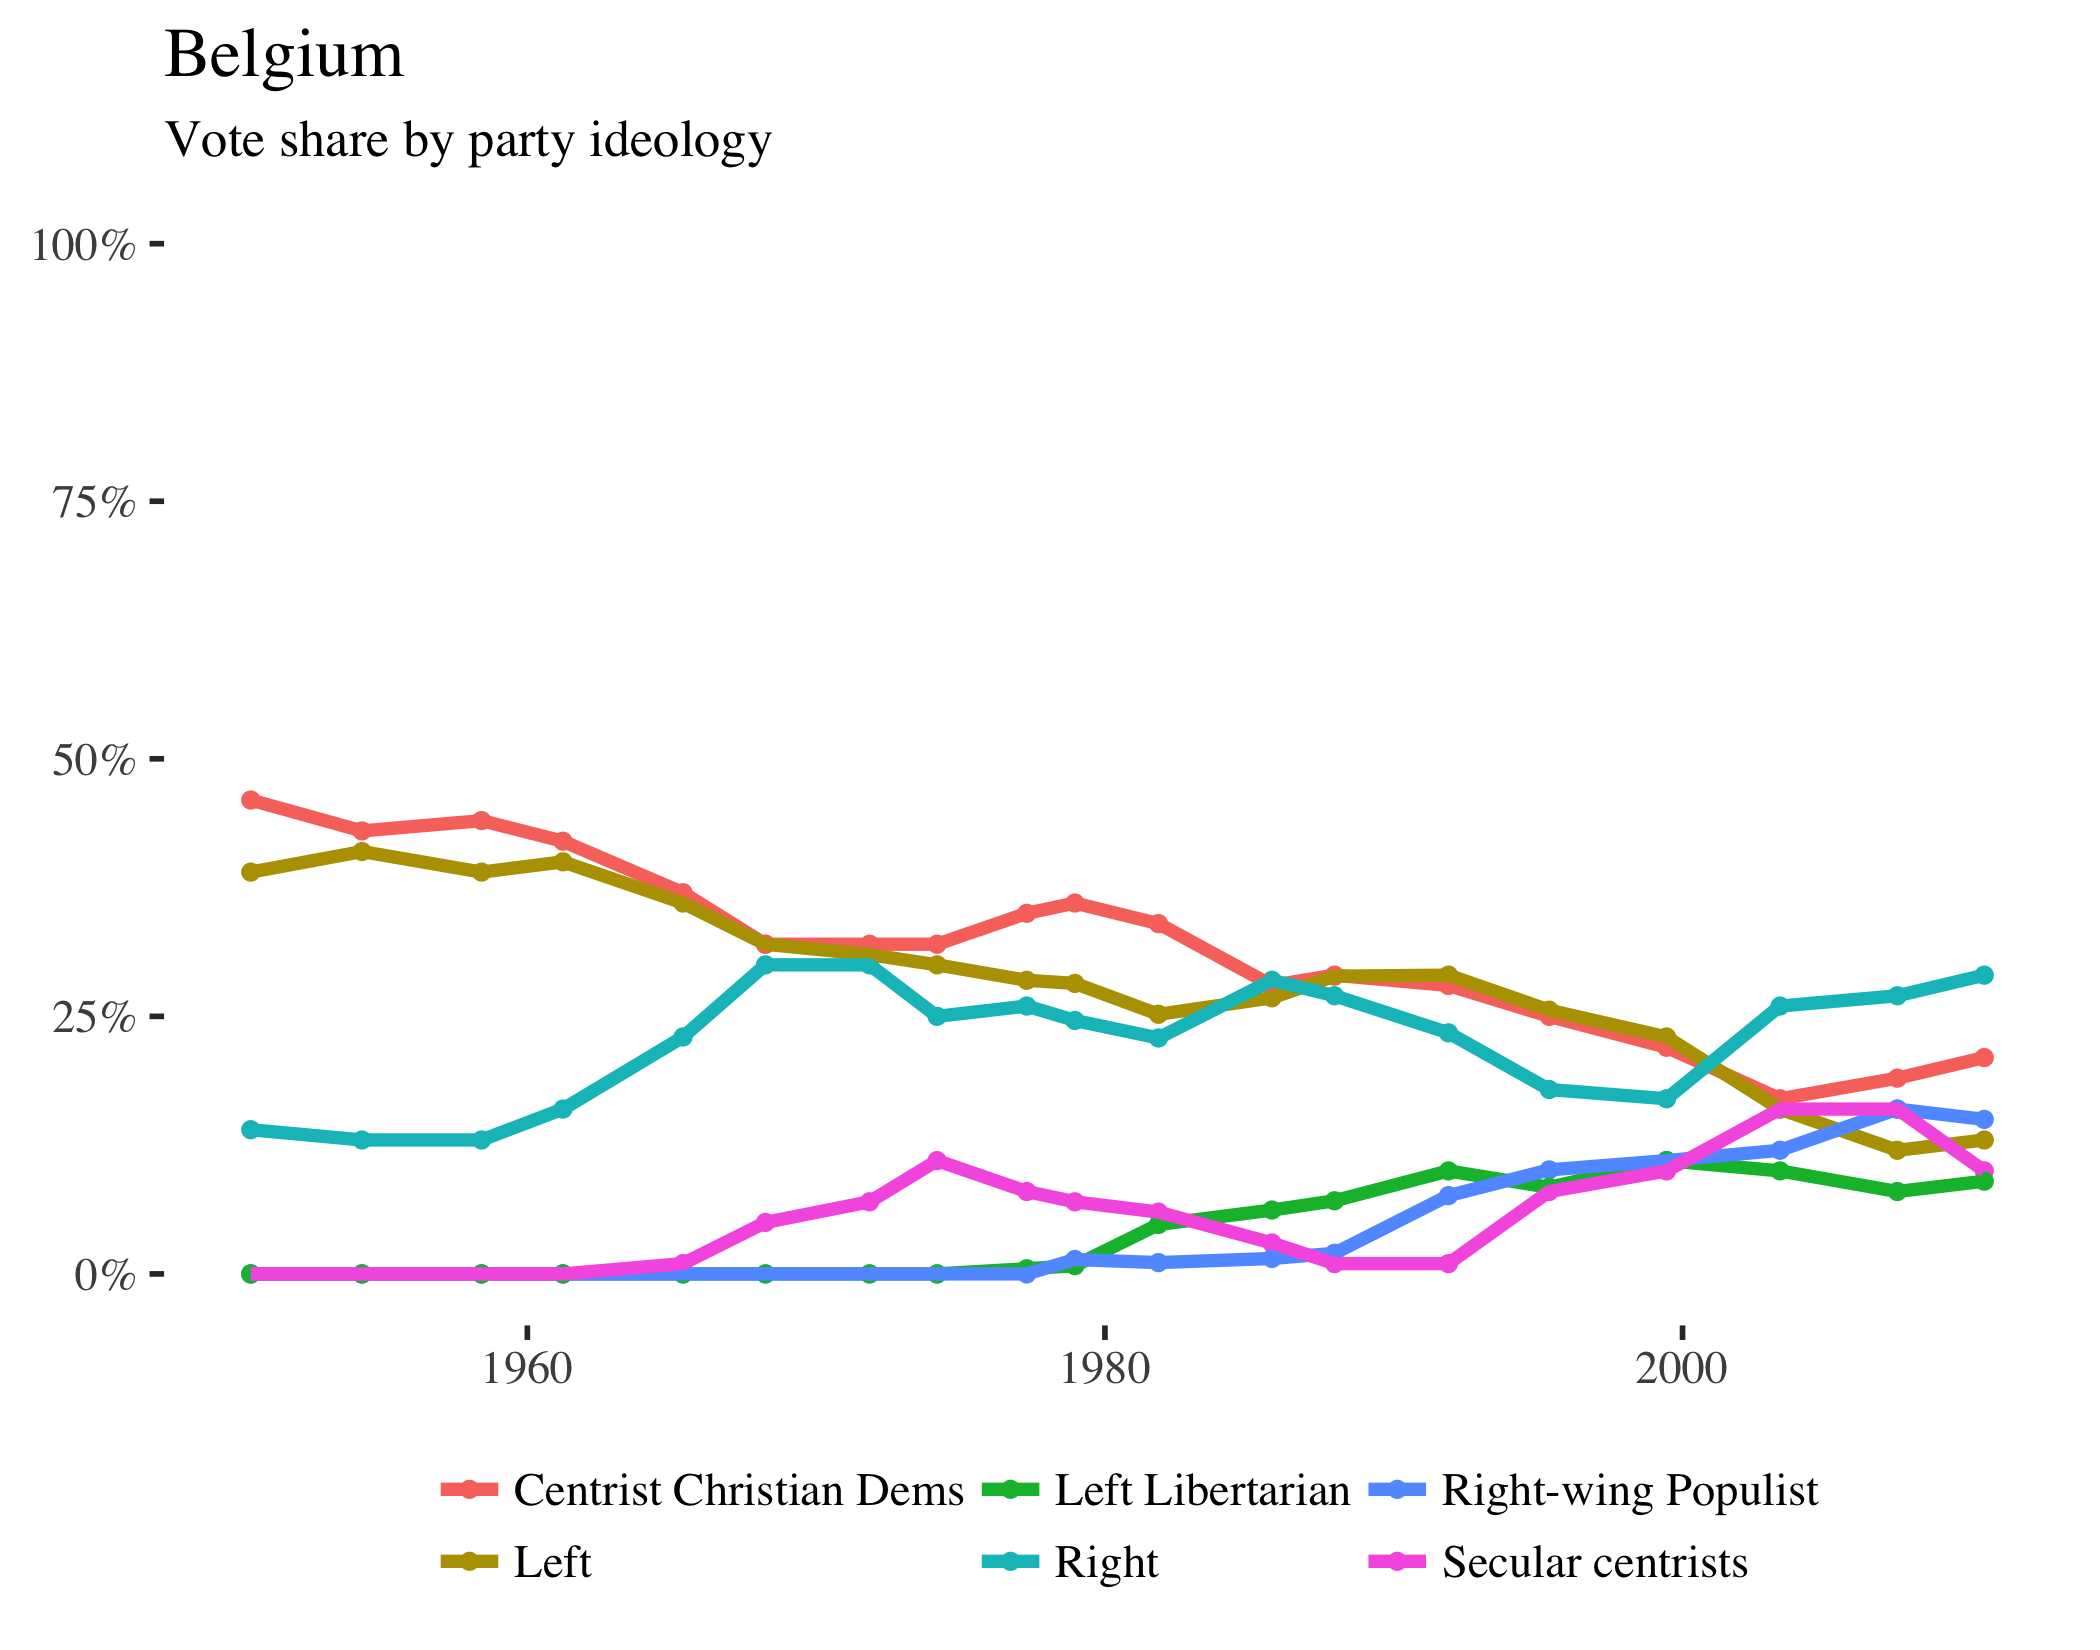 Belgium
Vote share by party ideology
100%
75%
50%
25%
0%
1960 1980 2000
Centrist Christian Dems Left Libertarian Right-wing Populist
Left Right Secular centrists